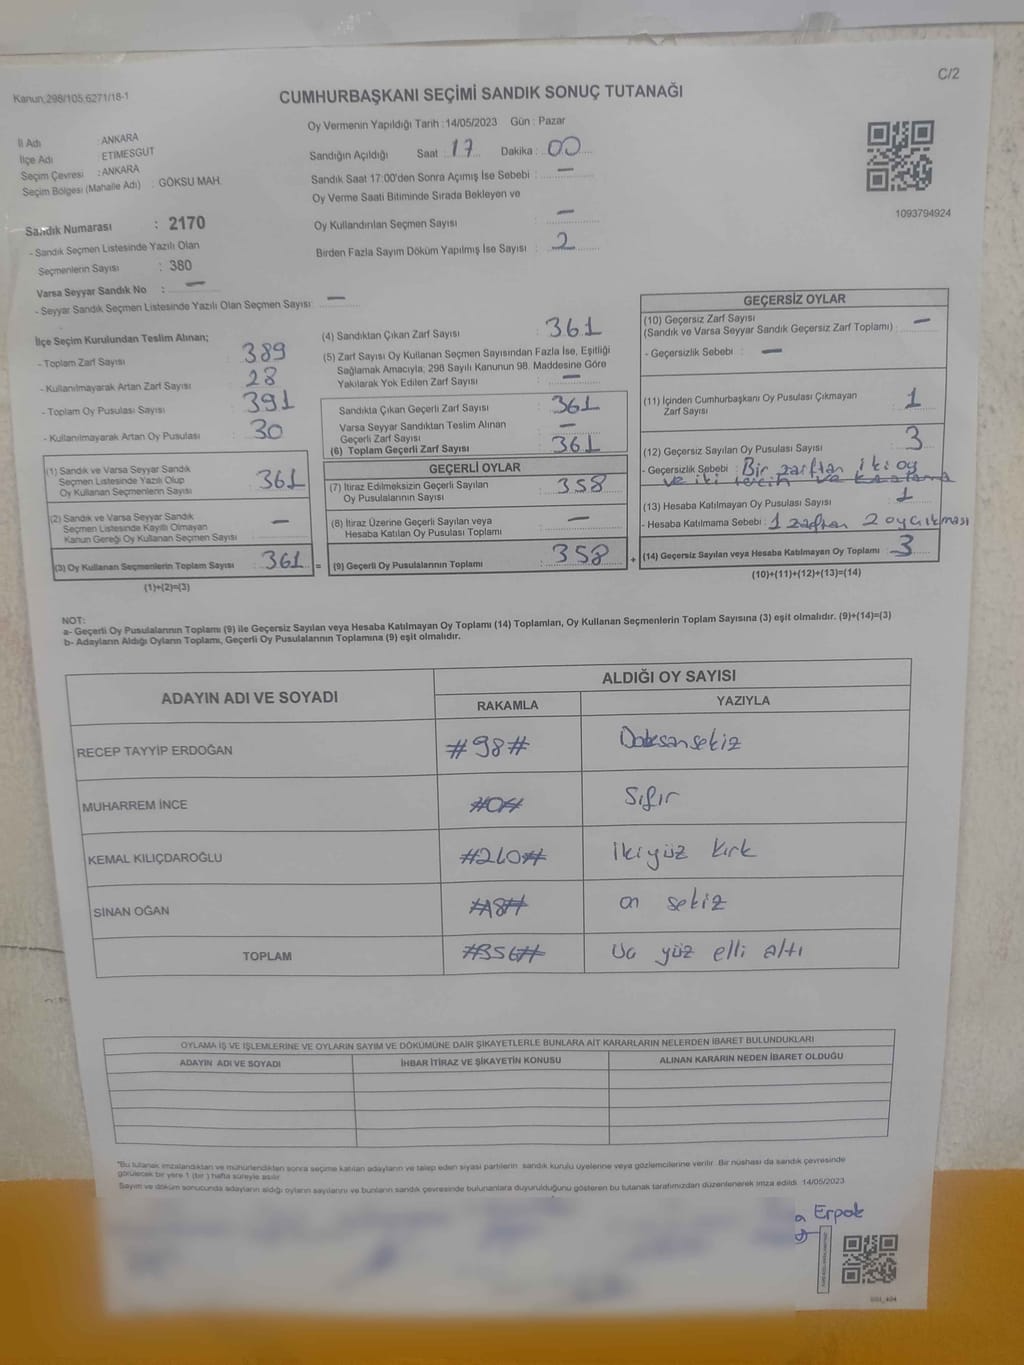 C/2
Kanun,298/105,6271/18-1
CUMHURBAŞKANI SEÇİMİ SANDIK SONUÇ TUTANAĞI
Oy Vermenin Yapıldığı Tarih :14/05/2023 Gün : Pazar
İl Adı : ANKARA
İlçe Adı : ETİMESGUT
Seçim Çevresi : ANKARA
Seçim Bölgesi (Mahalle Adı) : GÖKSU MAH.
Sandığın Açıldığı Saat : 17 Dakika : 00
Sandık Saat 17:00'den Sonra Açımış İse Sebebi : —
Oy Verme Saati Bitiminde Sırada Bekleyen ve
Oy Kullandırılan Seçmen Sayısı : —
Birden Fazla Sayım Döküm Yapılmış İse Sayısı : 2
1093794924
Sandık Numarası : 2170
- Sandık Seçmen Listesinde Yazılı Olan
Seçmenlerin Sayısı : 380
Varsa Seyyar Sandık No : —
- Seyyar Sandık Seçmen Listesinde Yazılı Olan Seçmen Sayısı : —
İlçe Seçim Kurulundan Teslim Alınan;
- Toplam Zarf Sayısı : 389
- Kullanılmayarak Artan Zarf Sayısı : 28
- Toplam Oy Pusulası Sayısı : 391
- Kullanılmayarak Artan Oy Pusulası : 30
(1) Sandık ve Varsa Seyyar Sandık
Seçmen Listesinde Yazılı Olup
Oy Kullanan Seçmenlerin Sayısı : 361
(2) Sandık ve Varsa Seyyar Sandık
Seçmen Listesinde Kayıtlı Olmayan
Kanun Gereği Oy Kullanan Seçmen Sayısı : —
(3) Oy Kullanan Seçmenlerin Toplam Sayısı : 361 =
(1)+(2)=(3)
(4) Sandıktan Çıkan Zarf Sayısı : 361
(5) Zarf Sayısı Oy Kullanan Seçmen Sayısından Fazla İse, Eşitliği
Sağlamak Amacıyla, 298 Sayılı Kanunun 98. Maddesine Göre
Yakılarak Yok Edilen Zarf Sayısı : —
Sandıkta Çıkan Geçerli Zarf Sayısı : 361
Varsa Seyyar Sandıktan Teslim Alınan
Geçerli Zarf Sayısı : —
(6) Toplam Geçerli Zarf Sayısı : 361
GEÇERLİ OYLAR
(7) İtiraz Edilmeksizin Geçerli Sayılan
Oy Pusulalarının Sayısı : 358
(8) İtiraz Üzerine Geçerli Sayılan veya
Hesaba Katılan Oy Pusulası Toplamı : —
(9) Geçerli Oy Pusulalarının Toplamı : 358 +
GEÇERSİZ OYLAR
(10) Geçersiz Zarf Sayısı
(Sandık ve Varsa Seyyar Sandık Geçersiz Zarf Toplamı) : —
- Geçersizlik Sebebi : —
(11) İçinden Cumhurbaşkanı Oy Pusulası Çıkmayan
Zarf Sayısı : 1
(12) Geçersiz Sayılan Oy Pusulası Sayısı : 3
- Geçersizlik Sebebi : Bir zarftan iki oy
ve iki tercih ve
(13) Hesaba Katılmayan Oy Pusulası Sayısı : 1
- Hesaba Katılmama Sebebi : 1 zaftan 2 oy çıkması
(14) Geçersiz Sayılan veya Hesaba Katılmayan Oy Toplamı : 3
(10)+(11)+(12)+(13)=(14)
NOT:
a- Geçerli Oy Pusulalarının Toplamı (9) ile Geçersiz Sayılan veya Hesaba Katılmayan Oy Toplamı (14) Toplamları, Oy Kullanan Seçmenlerin Toplam Sayısına (3) eşit olmalıdır. (9)+(14)=(3)
b- Adayların Aldığı Oyların Toplamı, Geçerli Oy Pusulalarının Toplamına (9) eşit olmalıdır.
ADAYIN ADI VE SOYADI
ALDIĞI OY SAYISI
RAKAMLA YAZIYLA
RECEP TAYYİP ERDOĞAN #98# Doksan sekiz
MUHARREM İNCE #0# Sıfır
KEMAL KILIÇDAROĞLU #240# İki yüz kırk
SİNAN OĞAN #18# on sekiz
TOPLAM #356# Üç yüz elli altı
OYLAMA İŞ VE İŞLEMLERİNE VE OYLARIN SAYIM VE DÖKÜMÜNE DAİR ŞİKAYETLERLE BUNLARA AİT KARARLARIN NELERDEN İBARET BULUNDUKLARI
ADAYIN ADI VE SOYADI İHBAR İTİRAZ VE ŞİKAYETİN KONUSU ALINAN KARARIN NEDEN İBARET OLDUĞU
"Bu tutanak imzalandıktan ve mühürlendikten sonra seçime katılan adayların ve talep eden siyasi partilerin sandık kurulu üyelerine veya gözlemcilerine verilir. Bir nüshası da sandık çevresinde
görülecek bir yere 1 (bir) hafta süreyle asılır.
Sayım ve döküm sonucunda adayların aldığı oyların sayılarını ve bunların sandık çevresinde bulunanlara duyurulduğunu gösteren bu tutanak tarafımızdan düzenlenerek imza edildi. 14/05/2023
a Erpak